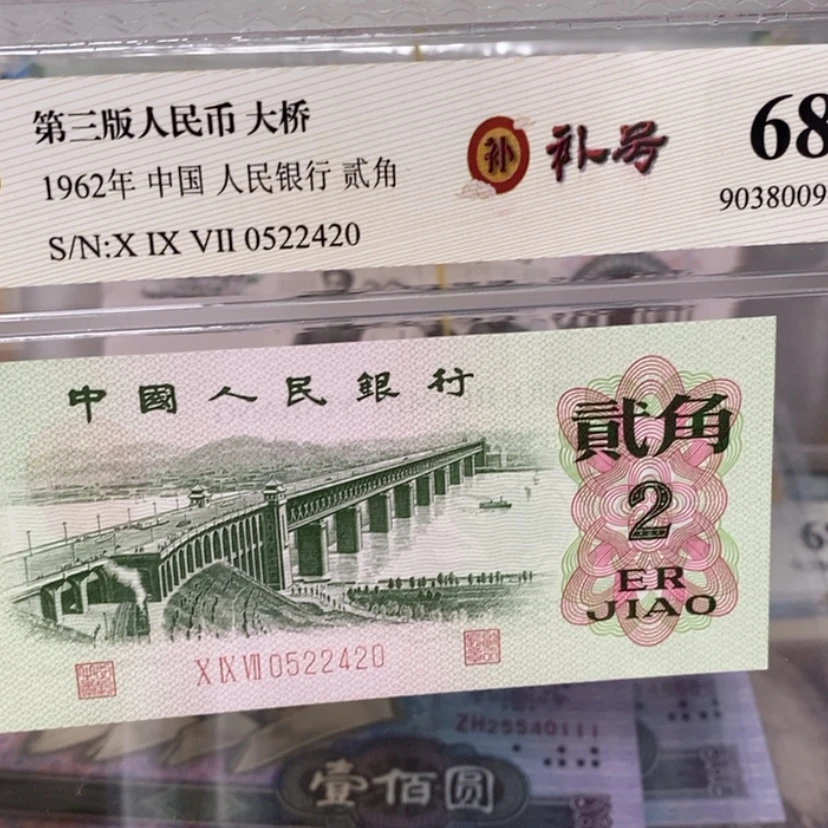 第三版人民币 大桥
1962年 中国 人民银行 贰角
S/N:X IX VII 0522420
补 补号
68
9038009
中國人民銀行
貳角
2
ER
JIAO
X IX VII 0522420
ZH25540111
壹佰圆